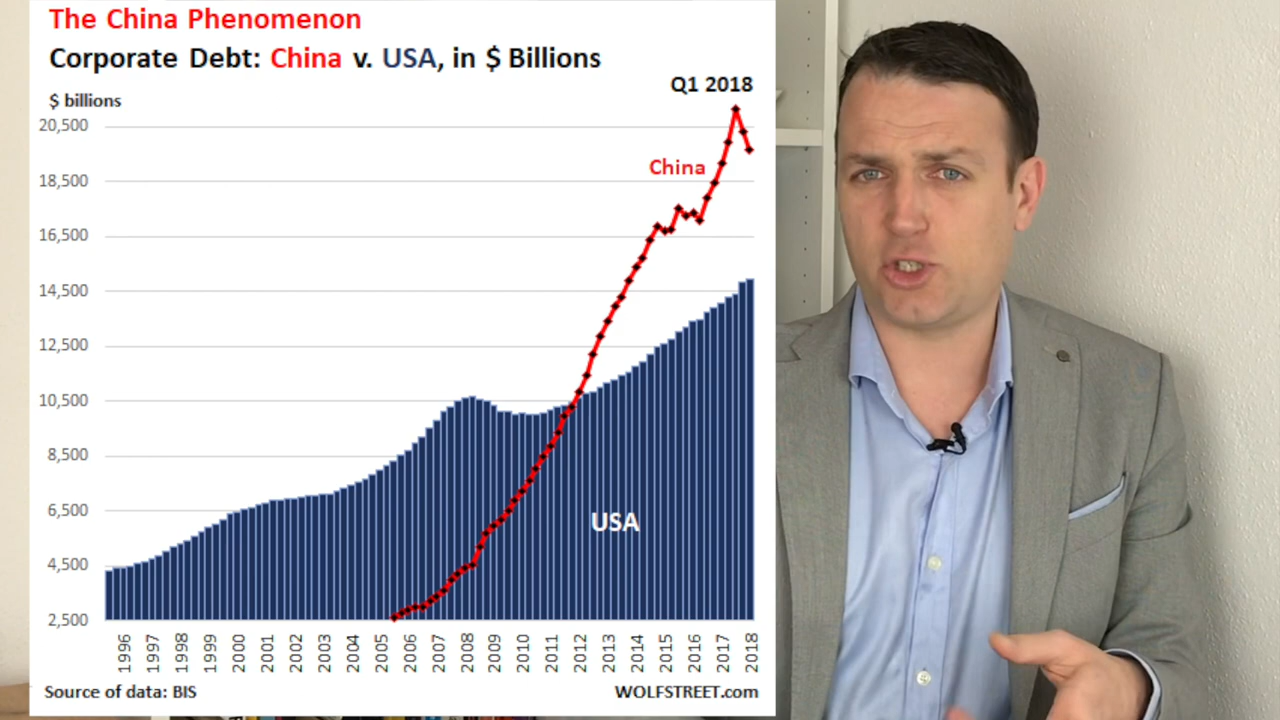 The China Phenomenon
Corporate Debt: China v. USA, in $ Billions
Q1 2018
$ billions
20,500
China
18,500
16,500
14,500
12,500
10,500
8,500
6,500
USA
4,500
2,500
1996 1997 1998 1999 2000 2001 2002 2003 2004 2005 2006 2007 2008 2009 2010 2011 2012 2013 2014 2015 2016 2017 2018
Source of data: BIS WOLFSTREET.com